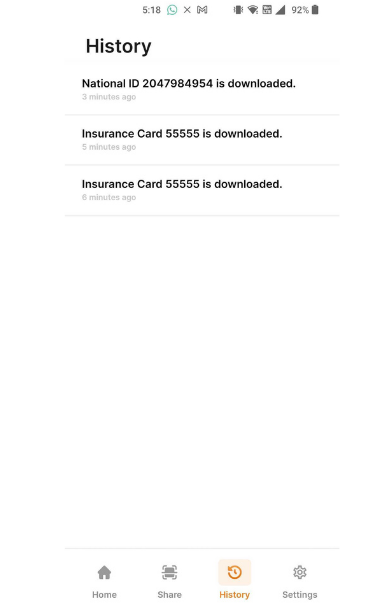 5:18
92%
History
National ID 2047984954 is downloaded.
3 minutes ago
Insurance Card 55555 is downloaded.
5 minutes ago
Insurance Card 55555 is downloaded.
6 minutes ago
Home
Share
History
Settings